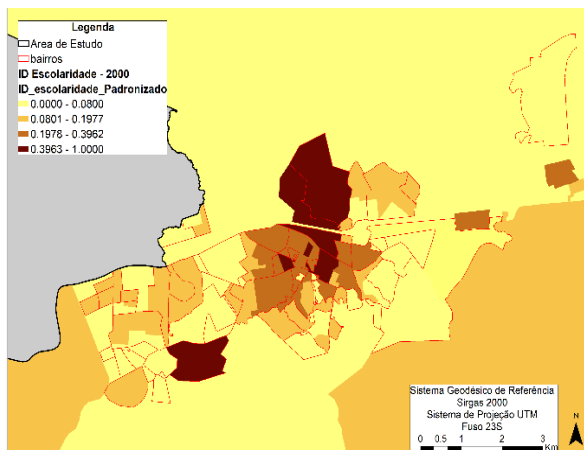 Legenda
Área de Estudo
bairros
ID Escolaridade - 2000
ID_escolaridade_Padronizado
0.0000 - 0.0800
0.0801 - 0.1977
0.1978 - 0.3962
0.3963 - 1.0000
Sistema Geodésico de Referência
Sirgas 2000
Sistema de Projeção UTM
Fuso 23S
N
0 0.5 1 2 3
Km